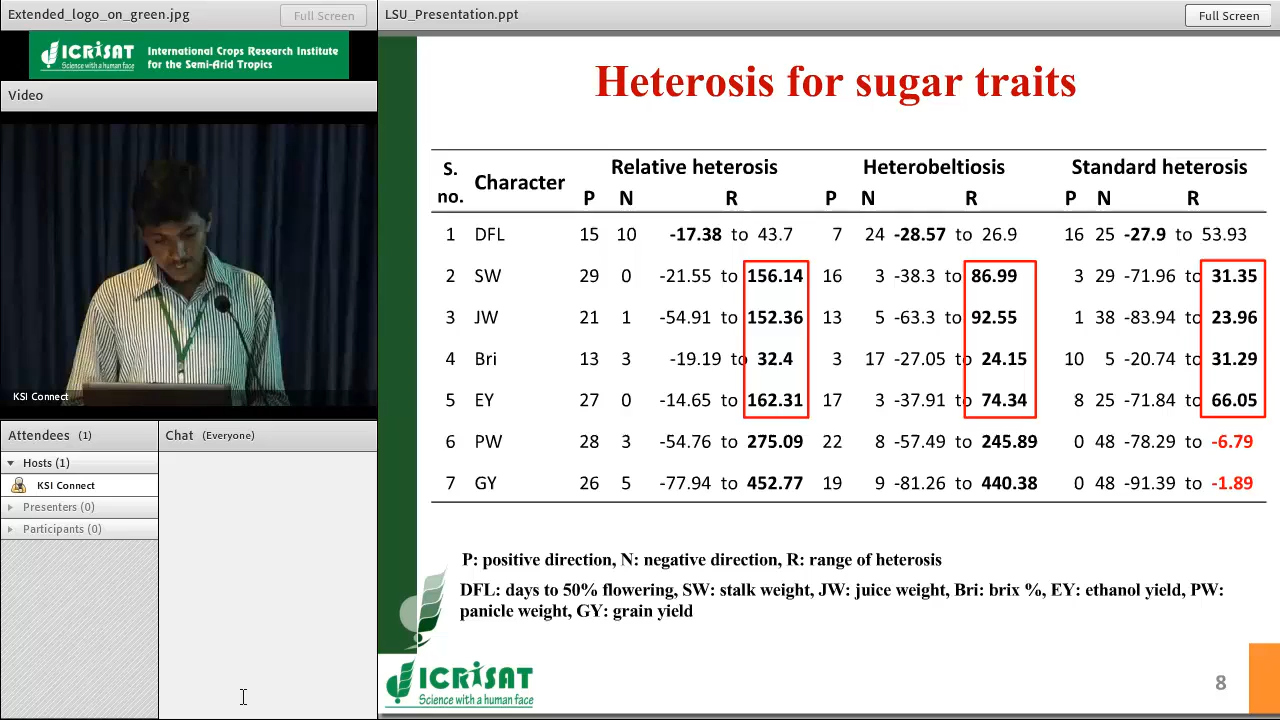 Extended_logo_on_green.jpg
Full Screen
LSU_Presentation.ppt
Full Screen
ICRISAT
Science with a human face
International Crops Research Institute
for the Semi-Arid Tropics
Video
KSI Connect
Attendees (1)
Hosts (1)
KSI Connect
Presenters (0)
Participants (0)
Chat (Everyone)
Heterosis for sugar traits
S. no. Character Relative heterosis Heterobeltiosis Standard heterosis
P N R P N R P N R
1 DFL 15 10 -17.38 to 43.7 7 24 -28.57 to 26.9 16 25 -27.9 to 53.93
2 SW 29 0 -21.55 to 156.14 16 3 -38.3 to 86.99 3 29 -71.96 to 31.35
3 JW 21 1 -54.91 to 152.36 13 5 -63.3 to 92.55 1 38 -83.94 to 23.96
4 Bri 13 3 -19.19 to 32.4 3 17 -27.05 to 24.15 10 5 -20.74 to 31.29
5 EY 27 0 -14.65 to 162.31 17 3 -37.91 to 74.34 8 25 -71.84 to 66.05
6 PW 28 3 -54.76 to 275.09 22 8 -57.49 to 245.89 0 48 -78.29 to -6.79
7 GY 26 5 -77.94 to 452.77 19 9 -81.26 to 440.38 0 48 -91.39 to -1.89
P: positive direction, N: negative direction, R: range of heterosis
DFL: days to 50% flowering, SW: stalk weight, JW: juice weight, Bri: brix %, EY: ethanol yield, PW:
panicle weight, GY: grain yield
ICRISAT
Science with a human face
8